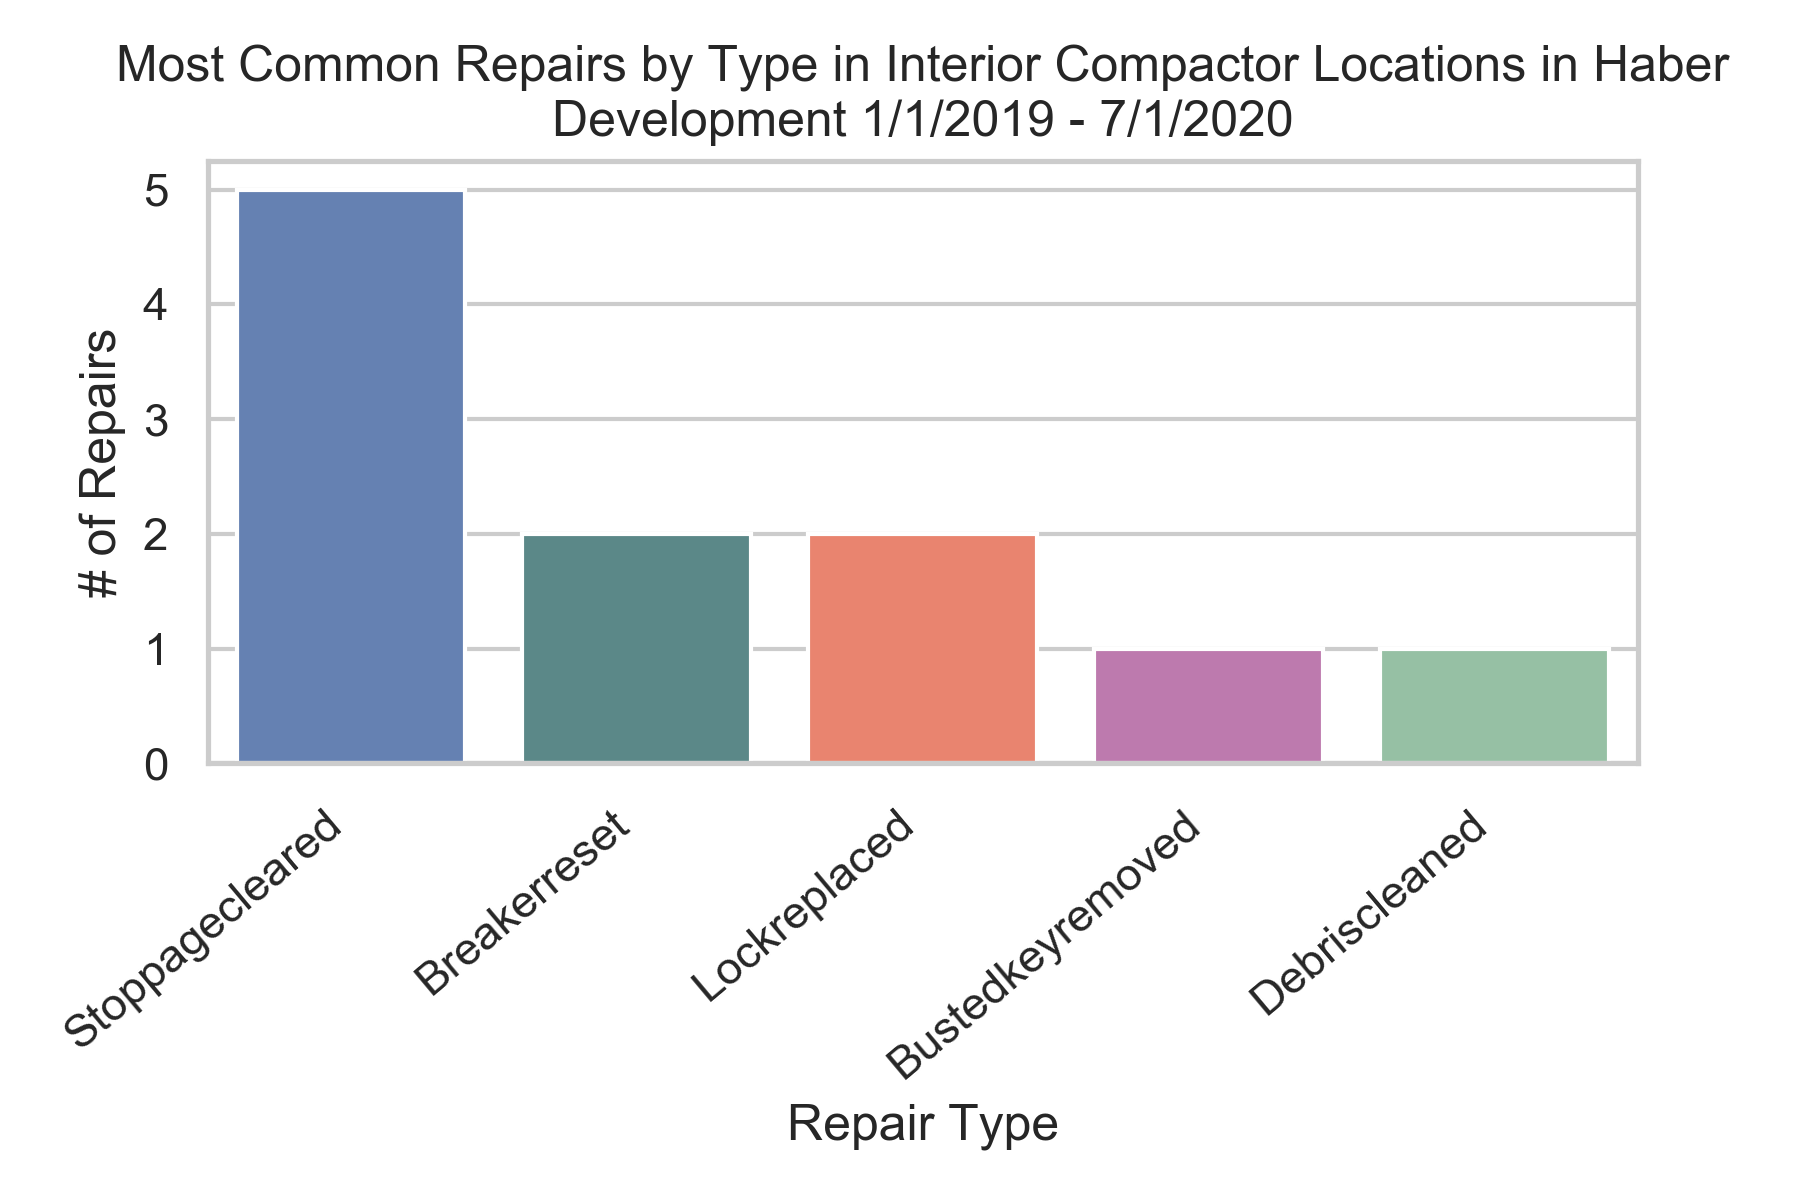 Most Common Repairs by Type in Interior Compactor Locations in Haber
Development 1/1/2019 - 7/1/2020
# of Repairs
5
4
3
2
1
0
Stoppagecleared
Breakerreset
Lockreplaced
Bustedkeyremoved
Debriscleaned
Repair Type